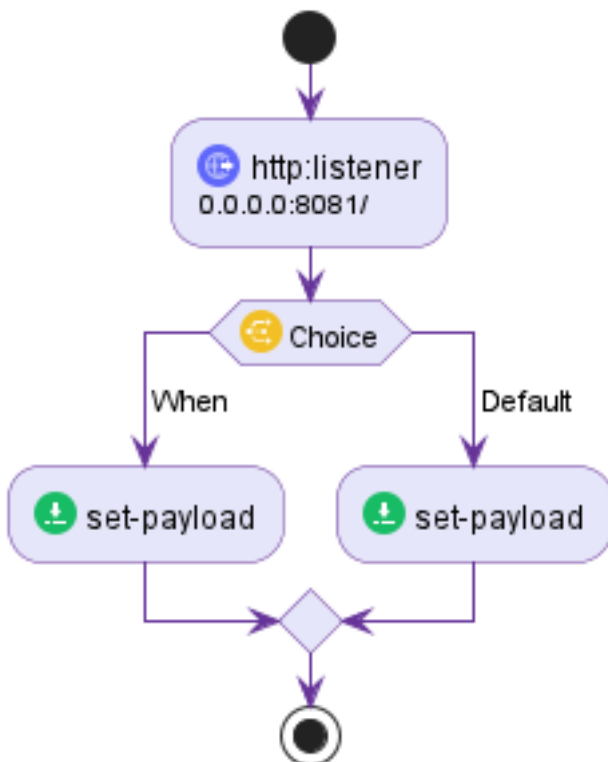 http:listener
0.0.0.0:8081/
Choice
When
Default
set-payload
set-payload